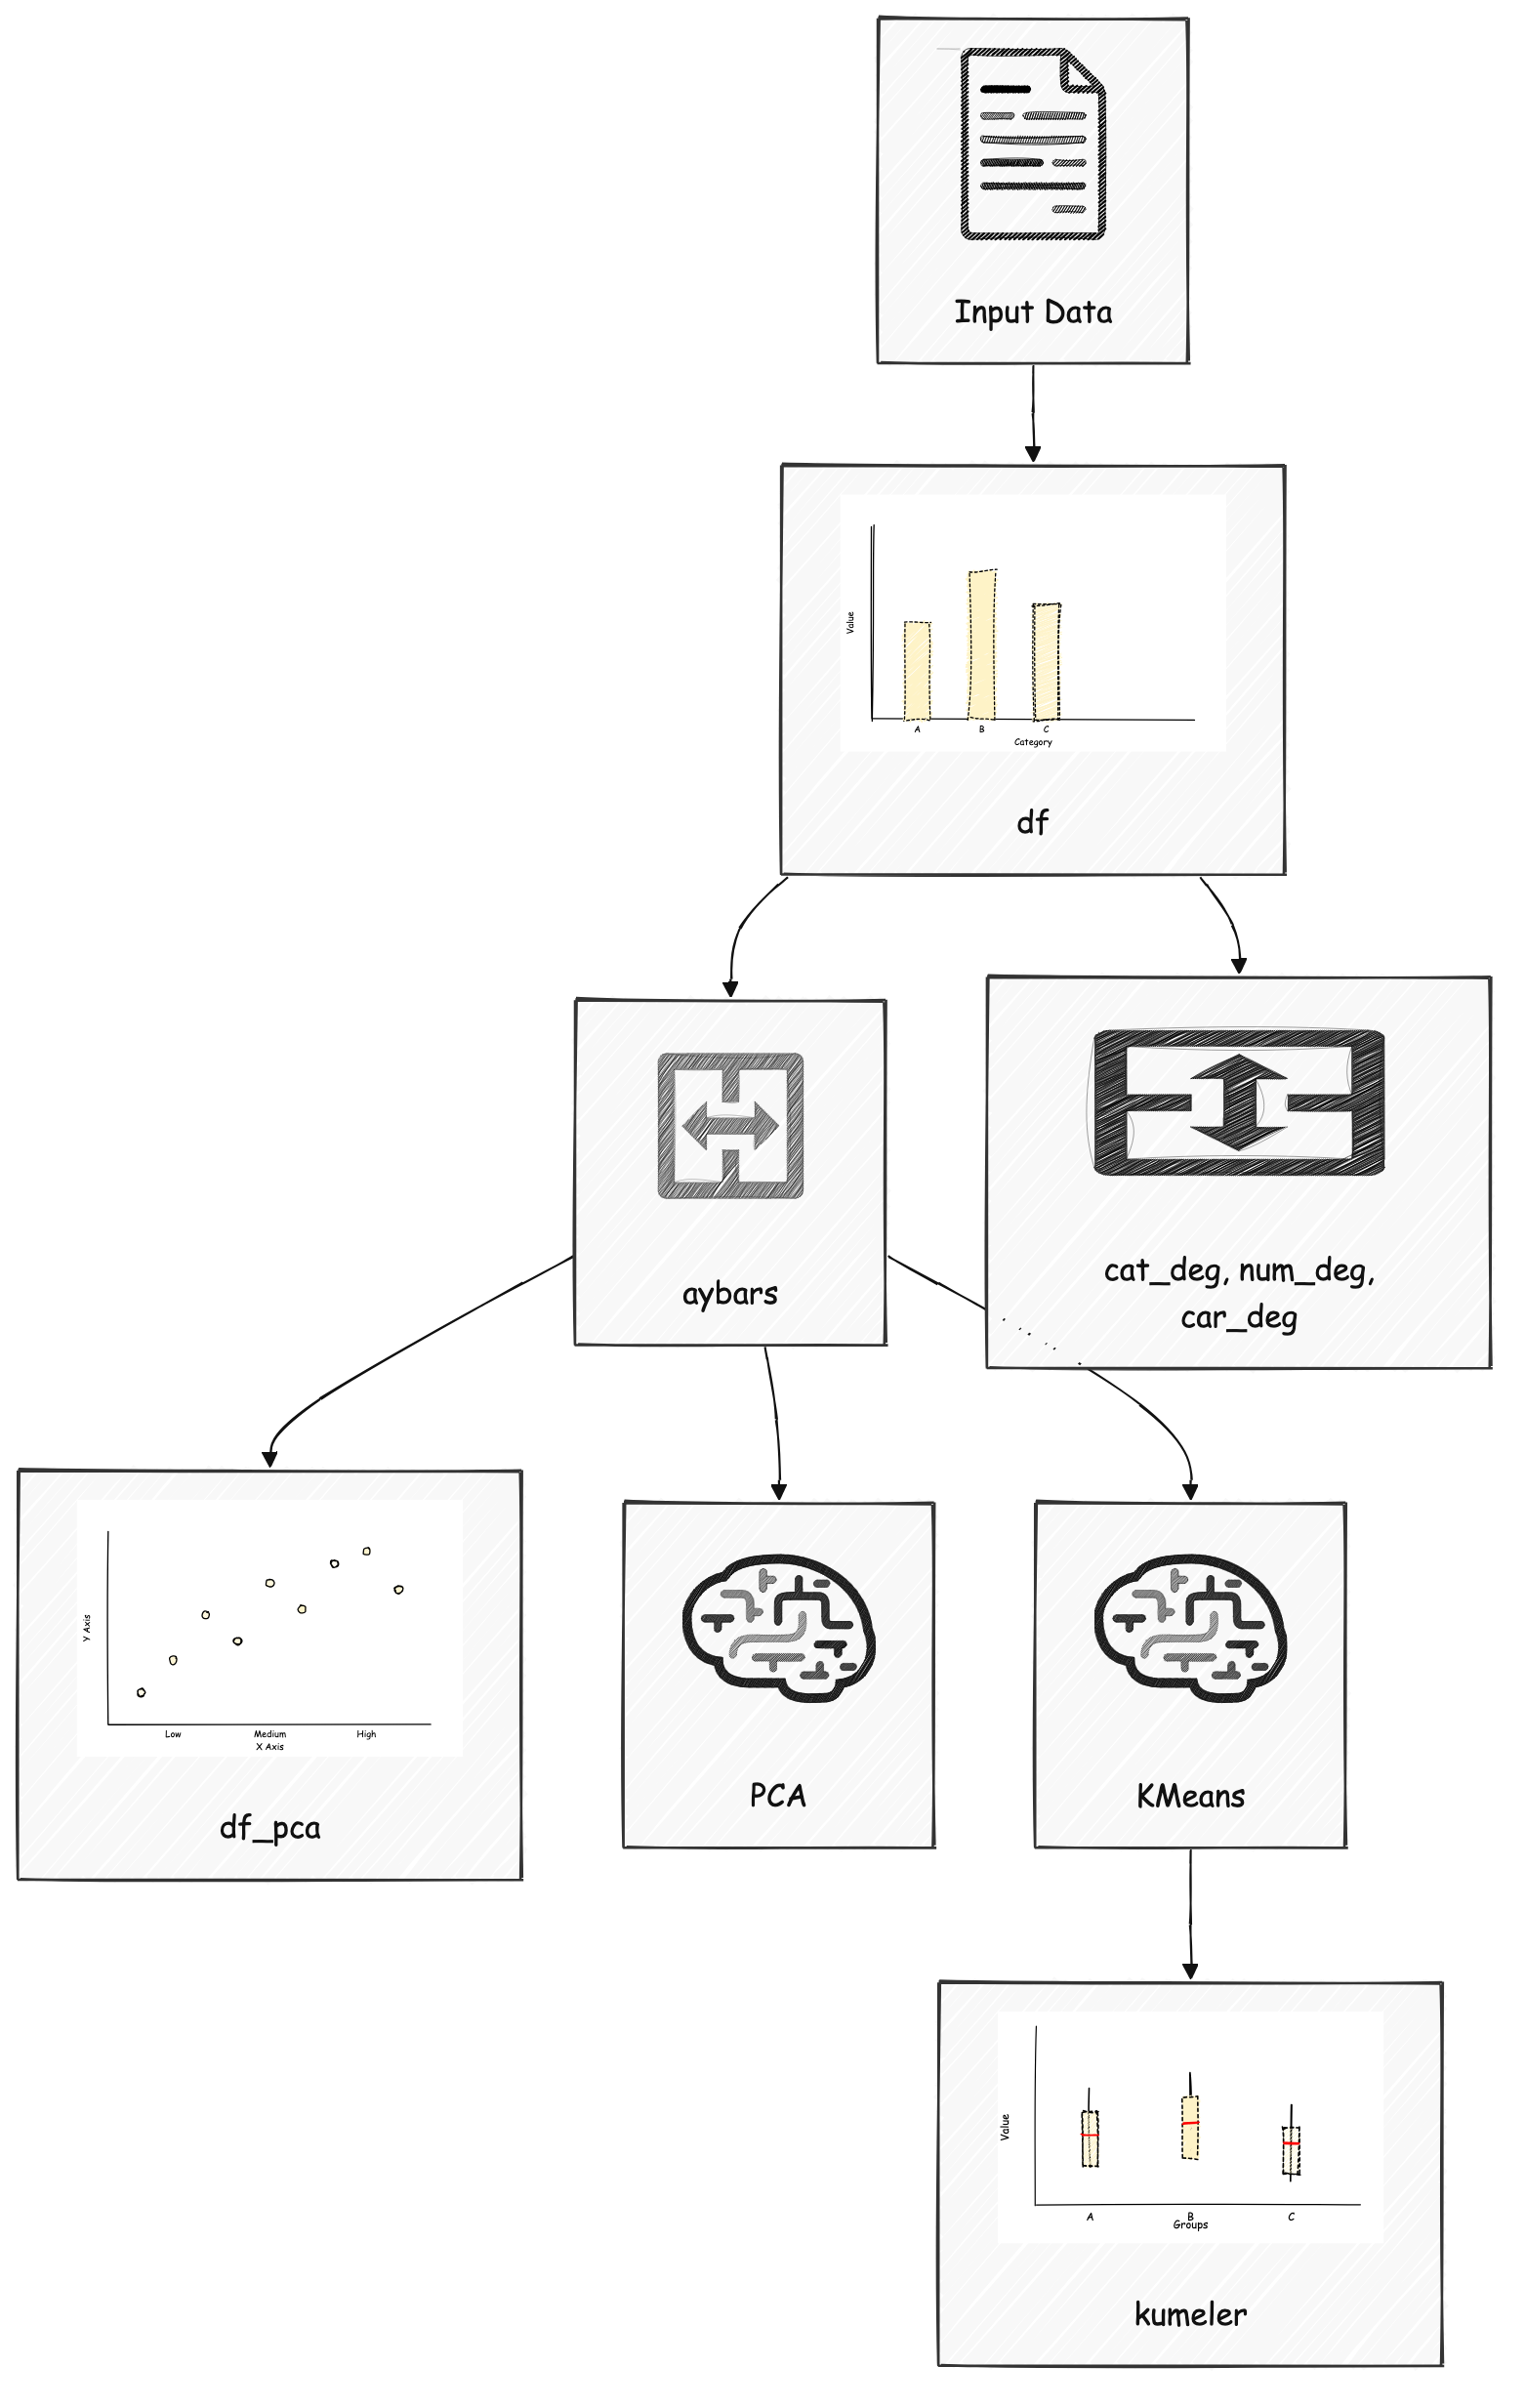 Input Data
Value
A B C
Category
df
aybars
cat_deg, num_deg,
car_deg
Y Axis
Low Medium High
X Axis
df_pca
PCA
KMeans
Value
A B C
Groups
kumeler